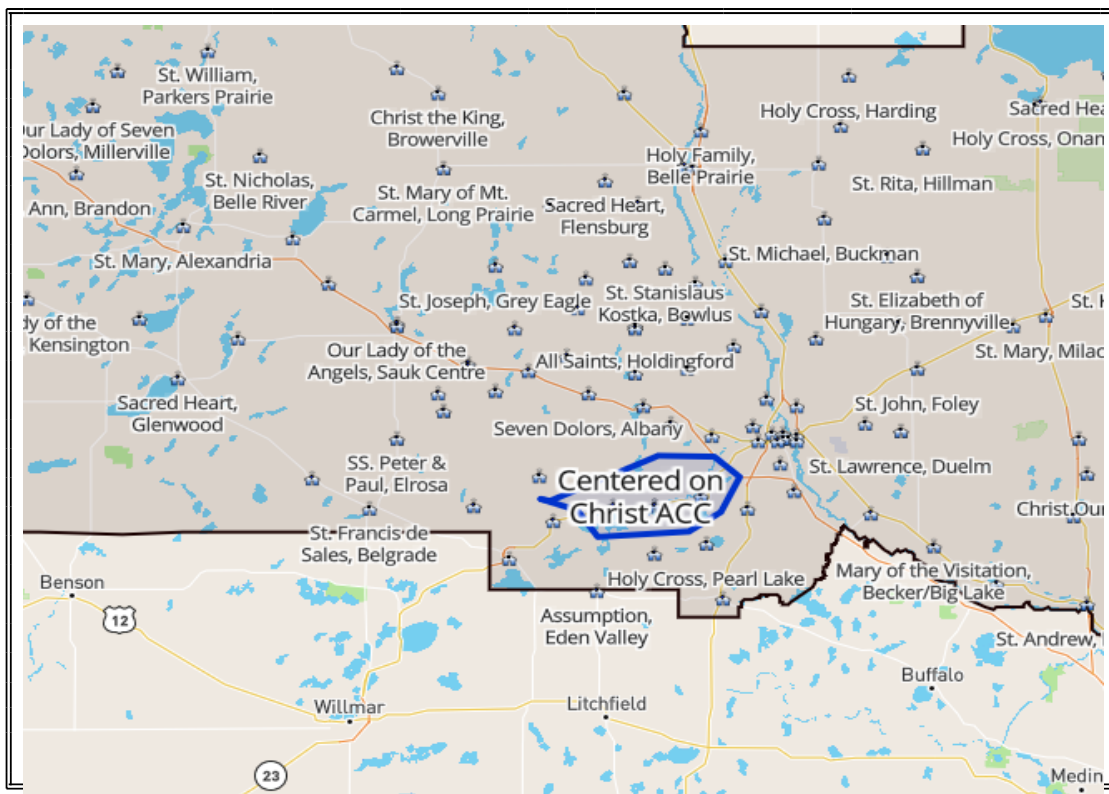 St. William,
Parkers Prairie
Christ the King,
Browerville
Holy Cross, Harding
Sacred Hea
ur Lady of Seven
Dolors, Millerville
Holy Cross, Onam
Holy Family,
Belle Prairie
St. Nicholas,
Belle River
St. Mary of Mt.
Carmel, Long Prairie
St. Rita, Hillman
Ann, Brandon
Sacred Heart,
Flensburg
St. Mary, Alexandria
St. Michael, Buckman
St. Joseph, Grey Eagle
St. Stanislaus
Kostka, Bowlus
St. Elizabeth of
Hungary, Brennyville
St. K
dy of the
Kensington
Our Lady of the
Angels, Sauk Centre
All Saints, Holdingford
St. Mary, Milac
Sacred Heart,
Glenwood
St. John, Foley
Seven Dolors, Albany
SS. Peter &
Paul, Elrosa
St. Lawrence, Duelm
Centered on
Christ ACC
Christ Our
St. Francis de
Sales, Belgrade
Holy Cross, Pearl Lake
Mary of the Visitation,
Becker/Big Lake
Benson
12
Assumption,
Eden Valley
St. Andrew,
Buffalo
Willmar
Litchfield
23
Medin